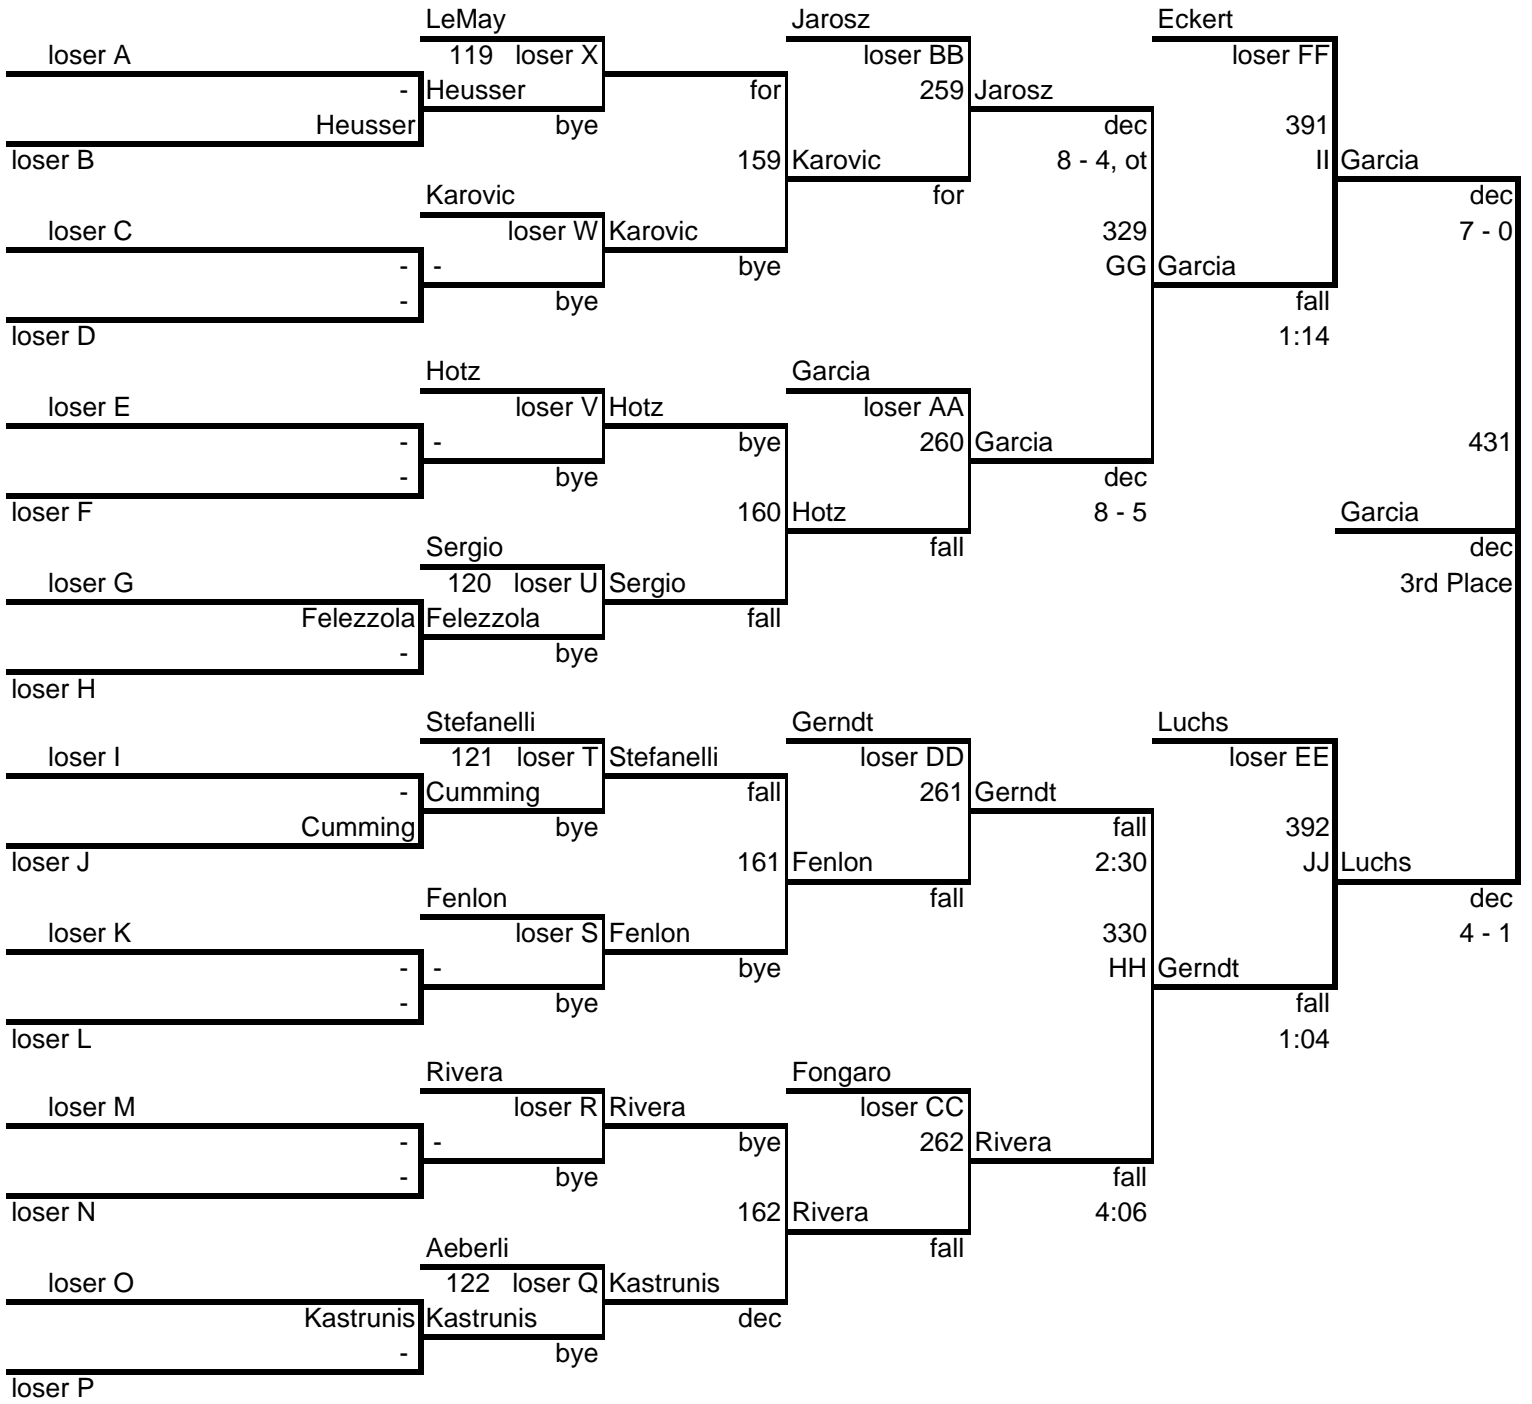 LeMay Jarosz Eckert
loser A 119 loser X loser BB loser FF
- Heusser for 259 Jarosz
Heusser bye dec 391
loser B 159 Karovic 8 - 4, ot II Garcia
Karovic for dec
loser C loser W Karovic 329 7 - 0
- - bye GG Garcia
- bye fall
loser D 1:14
Hotz Garcia
loser E loser V Hotz loser AA
- - bye 260 Garcia 431
- bye dec
loser F 160 Hotz 8 - 5 Garcia
Sergio fall dec
loser G 120 loser U Sergio 3rd Place
Felezzola Felezzola fall
- bye
loser H
Stefanelli Gerndt Luchs
loser I 121 loser T Stefanelli loser DD loser EE
- Cumming fall 261 Gerndt
Cumming bye fall 392
loser J 161 Fenlon 2:30 JJ Luchs
Fenlon fall dec
loser K loser S Fenlon 330 4 - 1
- - bye HH Gerndt
- bye fall
loser L 1:04
Rivera Fongaro
loser M loser R Rivera loser CC
- - bye 262 Rivera
- bye fall
loser N 162 Rivera 4:06
Aeberli fall
loser O 122 loser Q Kastrunis
Kastrunis Kastrunis dec
- bye
loser P